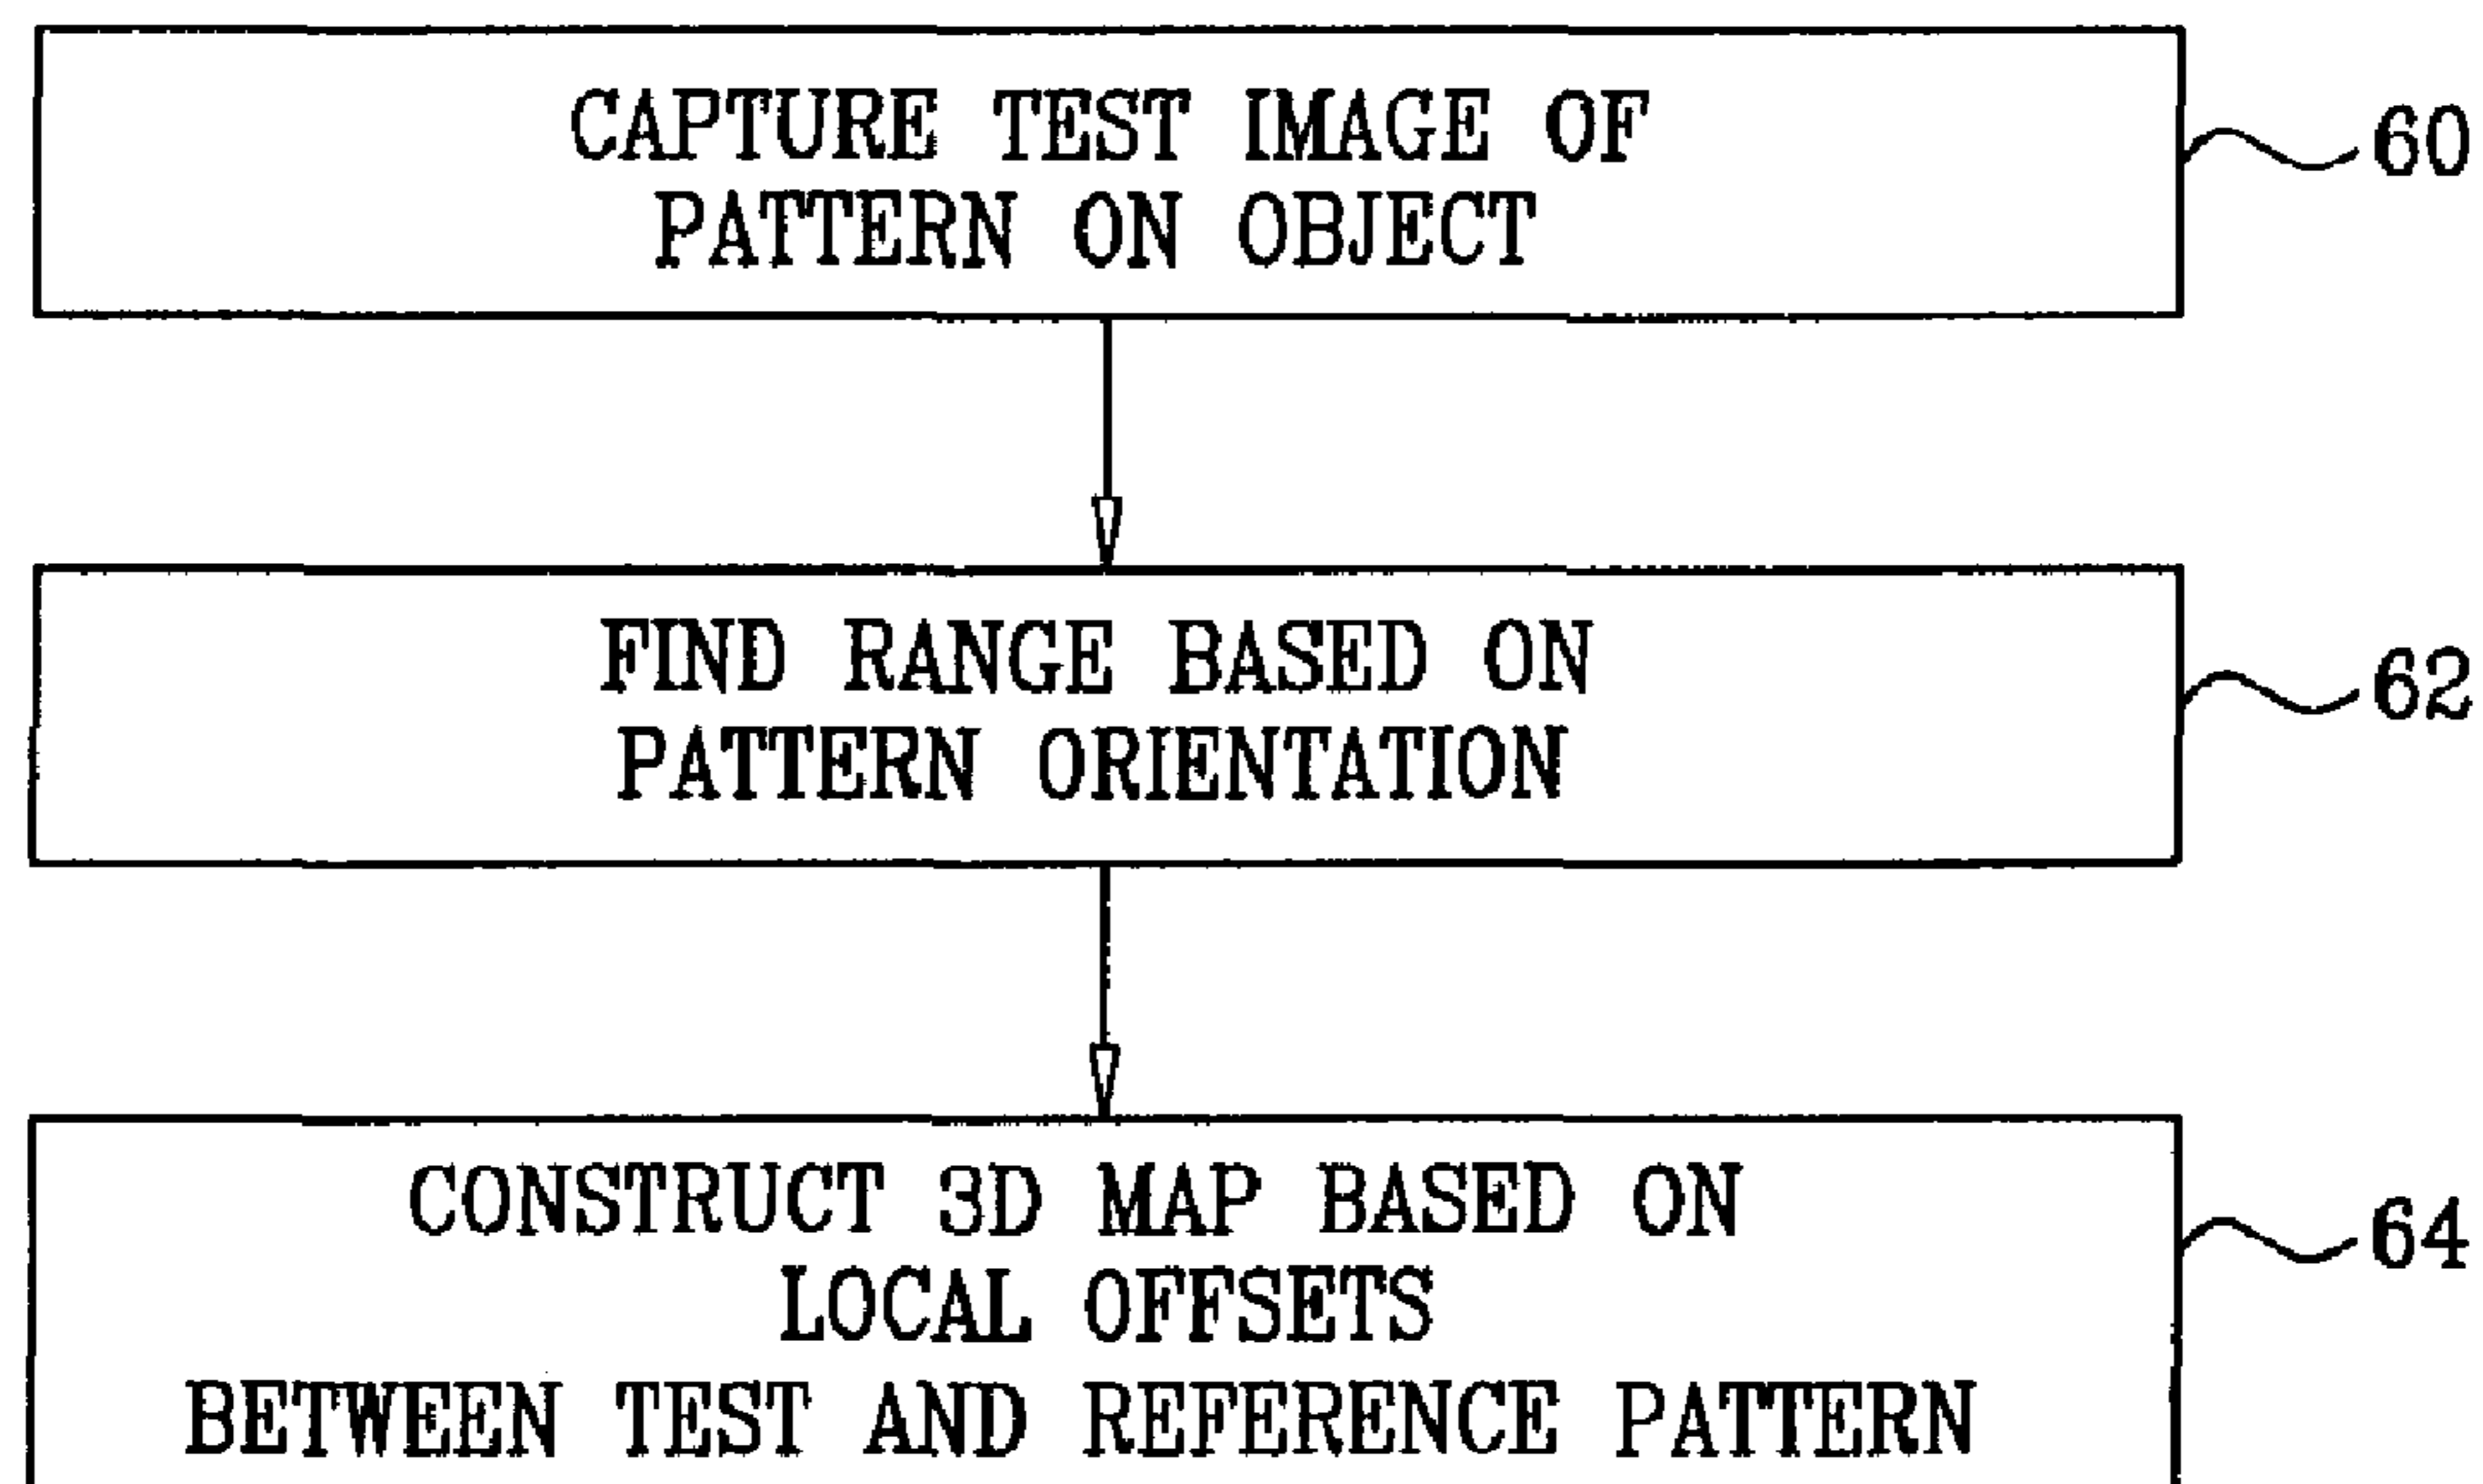 CAPTURE TEST IMAGE OF
PATTERN ON OBJECT
60
FIND RANGE BASED ON
PATTERN ORIENTATION
62
CONSTRUCT 3D MAP BASED ON
LOCAL OFFSETS
BETWEEN TEST AND REFERENCE PATTERN
64